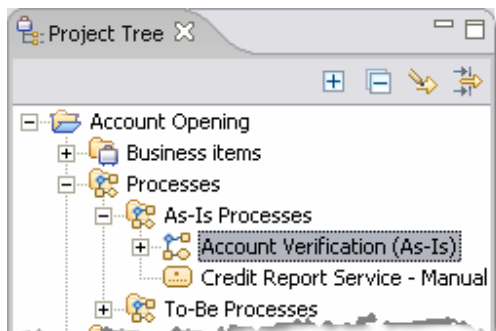 Project Tree
Account Opening
Business items
Processes
As-Is Processes
Account Verification (As-Is)
Credit Report Service - Manual
To-Be Processes